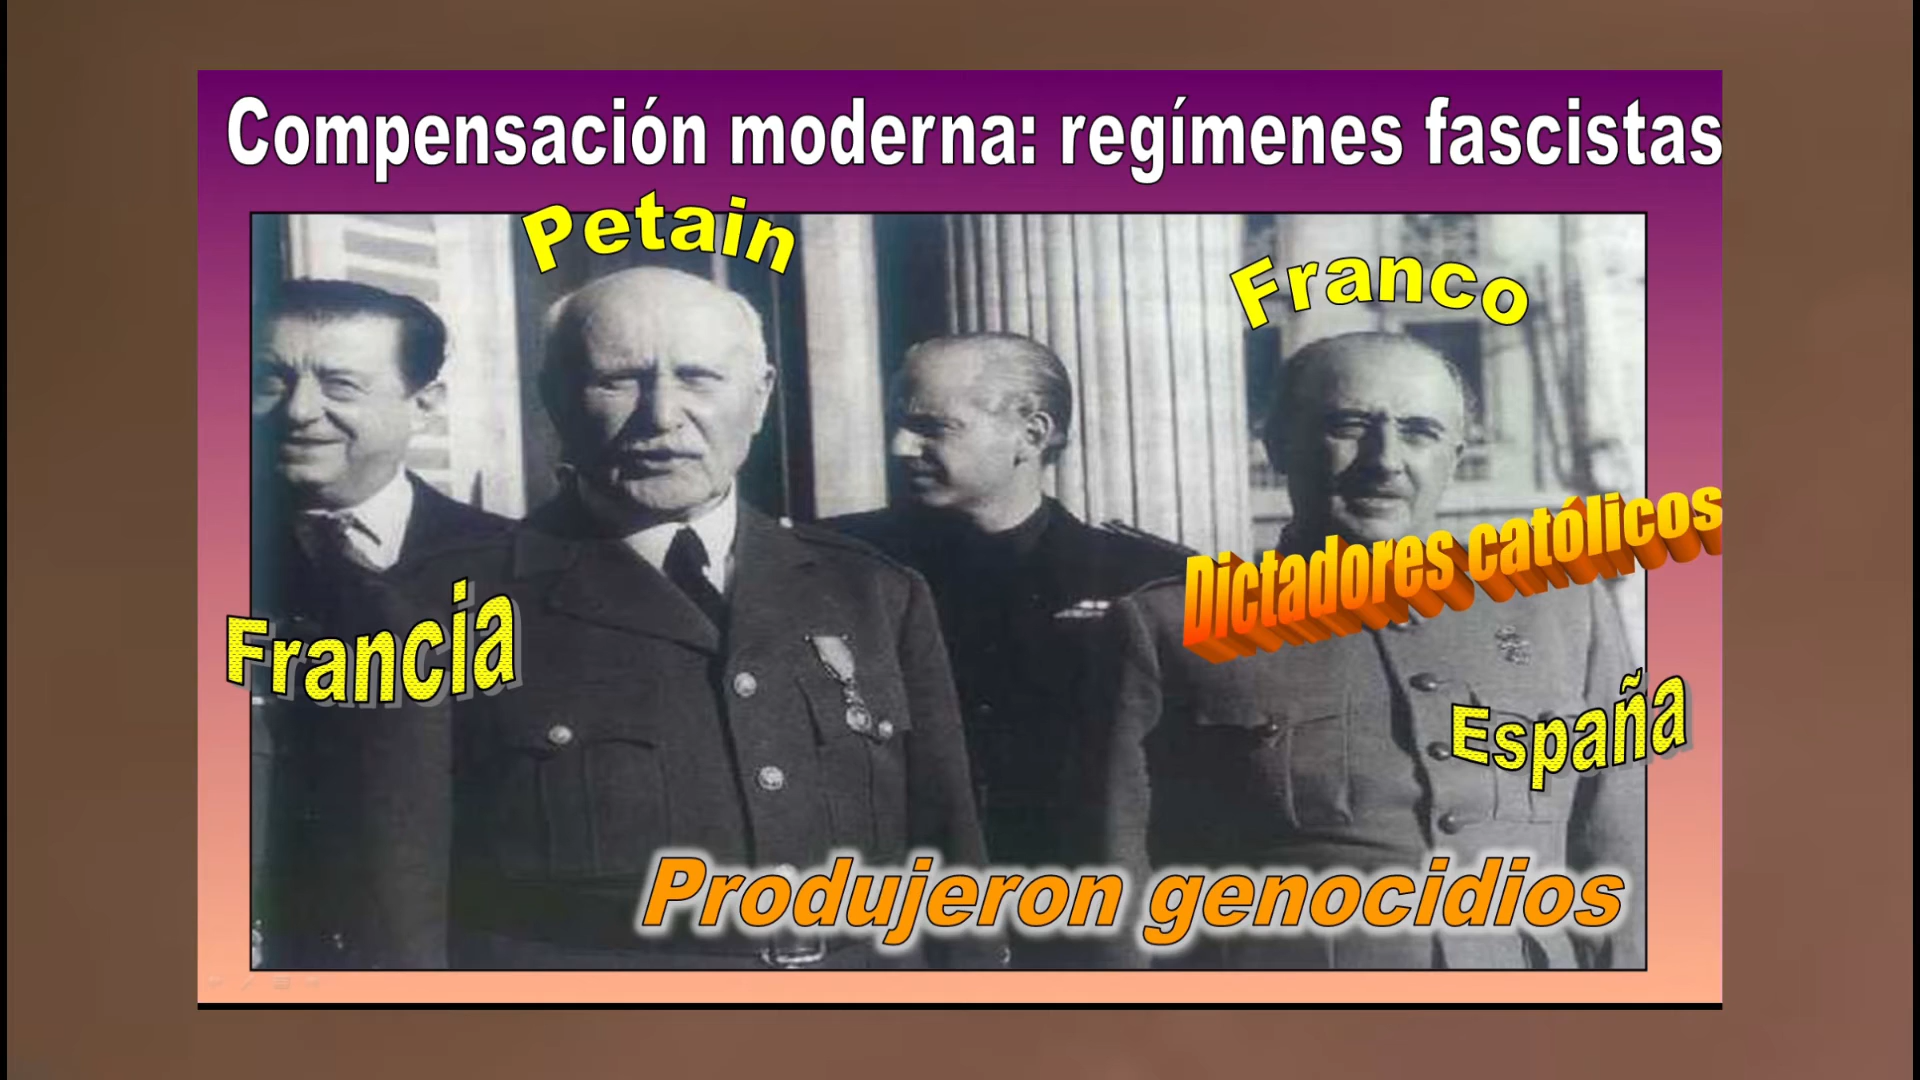 Compensación moderna: regímenes fascistas
Petain
Franco
Dictadores católicos
Francia
España
Produjeron genocidios